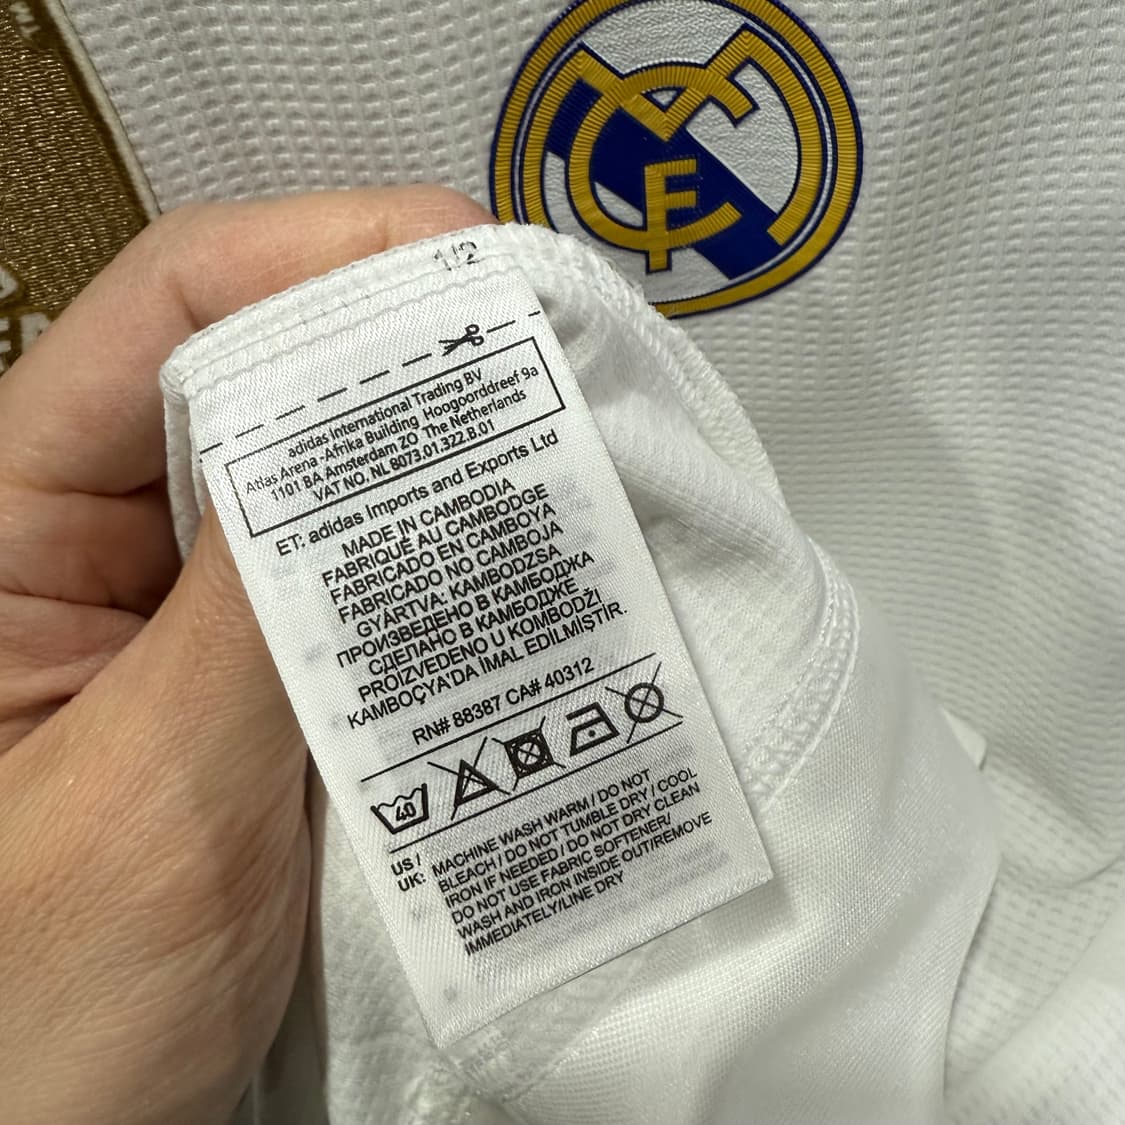 1/2
adidas International Trading BV
Atlas Arena -Afrika Building Hoogoorddreef 9a
1101 BA Amsterdam ZO The Netherlands
VAT NO. NL 8073.01.322.B.01
ET: adidas Imports and Exports Ltd
MADE IN CAMBODIA
FABRIQUÉ AU CAMBODGE
FABRICADO EN CAMBOYA
FABRICADO NO CAMBOJA
GYÁRTVA: KAMBODZSA
ПРОИЗВЕДЕНО В КАМБОДЖА
СДЕЛАНО В КАМБОДЖЕ
PROIZVEDENO U KOMBODŽI
KAMBOÇYA'DA İMAL EDİLMİŞTİR.
RN# 88387 CA# 40312
40
US / UK: MACHINE WASH WARM / DO NOT
BLEACH / DO NOT TUMBLE DRY / COOL
IRON IF NEEDED / DO NOT DRY CLEAN
DO NOT USE FABRIC SOFTENER/
WASH AND IRON INSIDE OUT/REMOVE
IMMEDIATELY/LINE DRY